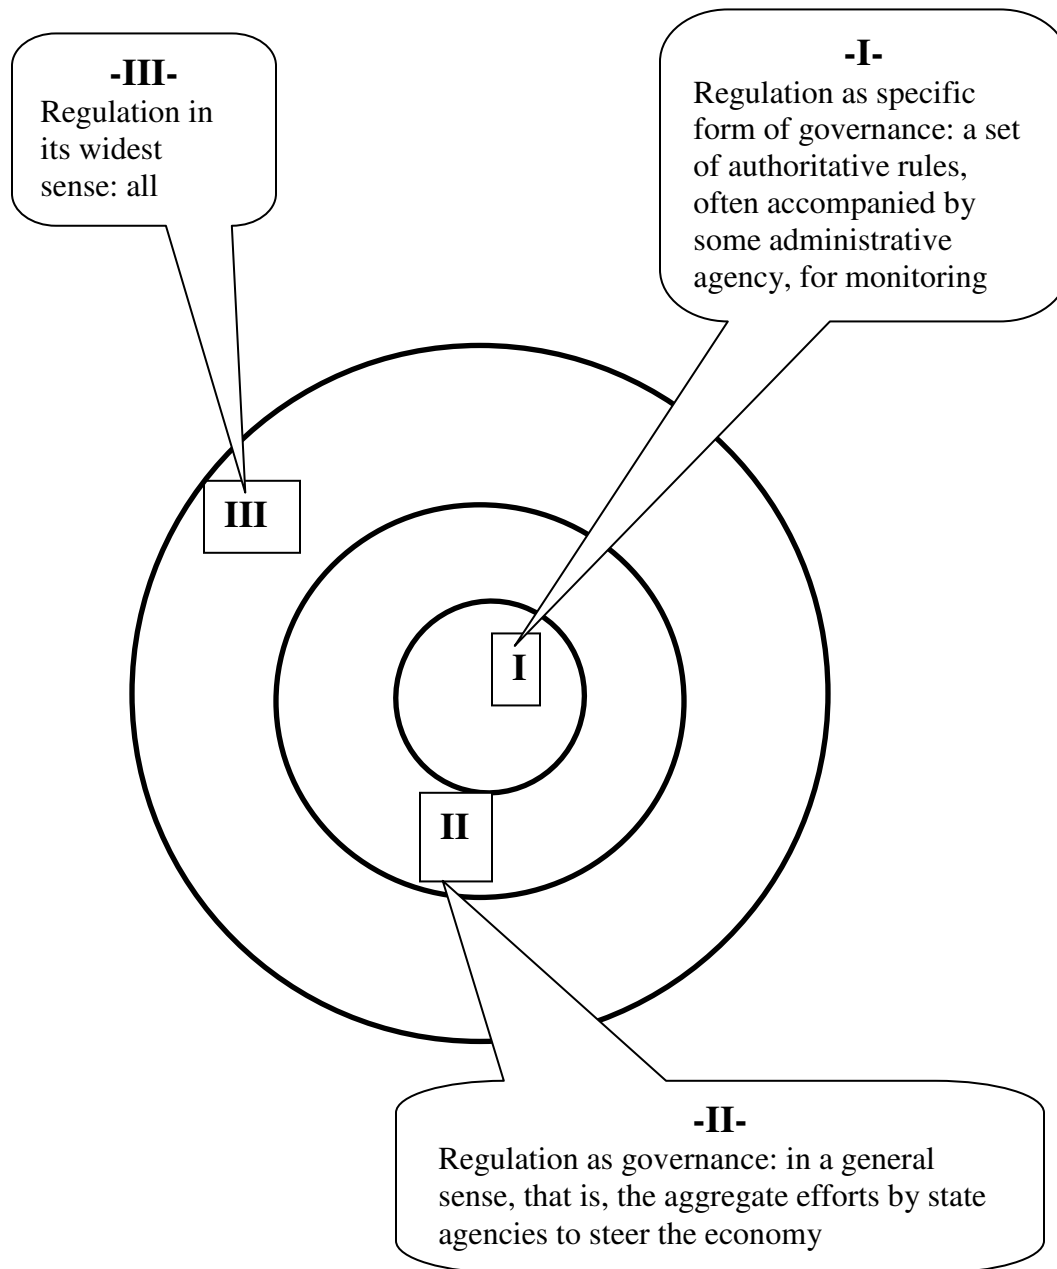 -III-
Regulation in
its widest
sense: all
-I-
Regulation as specific
form of governance: a set
of authoritative rules,
often accompanied by
some administrative
agency, for monitoring
III
I
II
-II-
Regulation as governance: in a general
sense, that is, the aggregate efforts by state
agencies to steer the economy